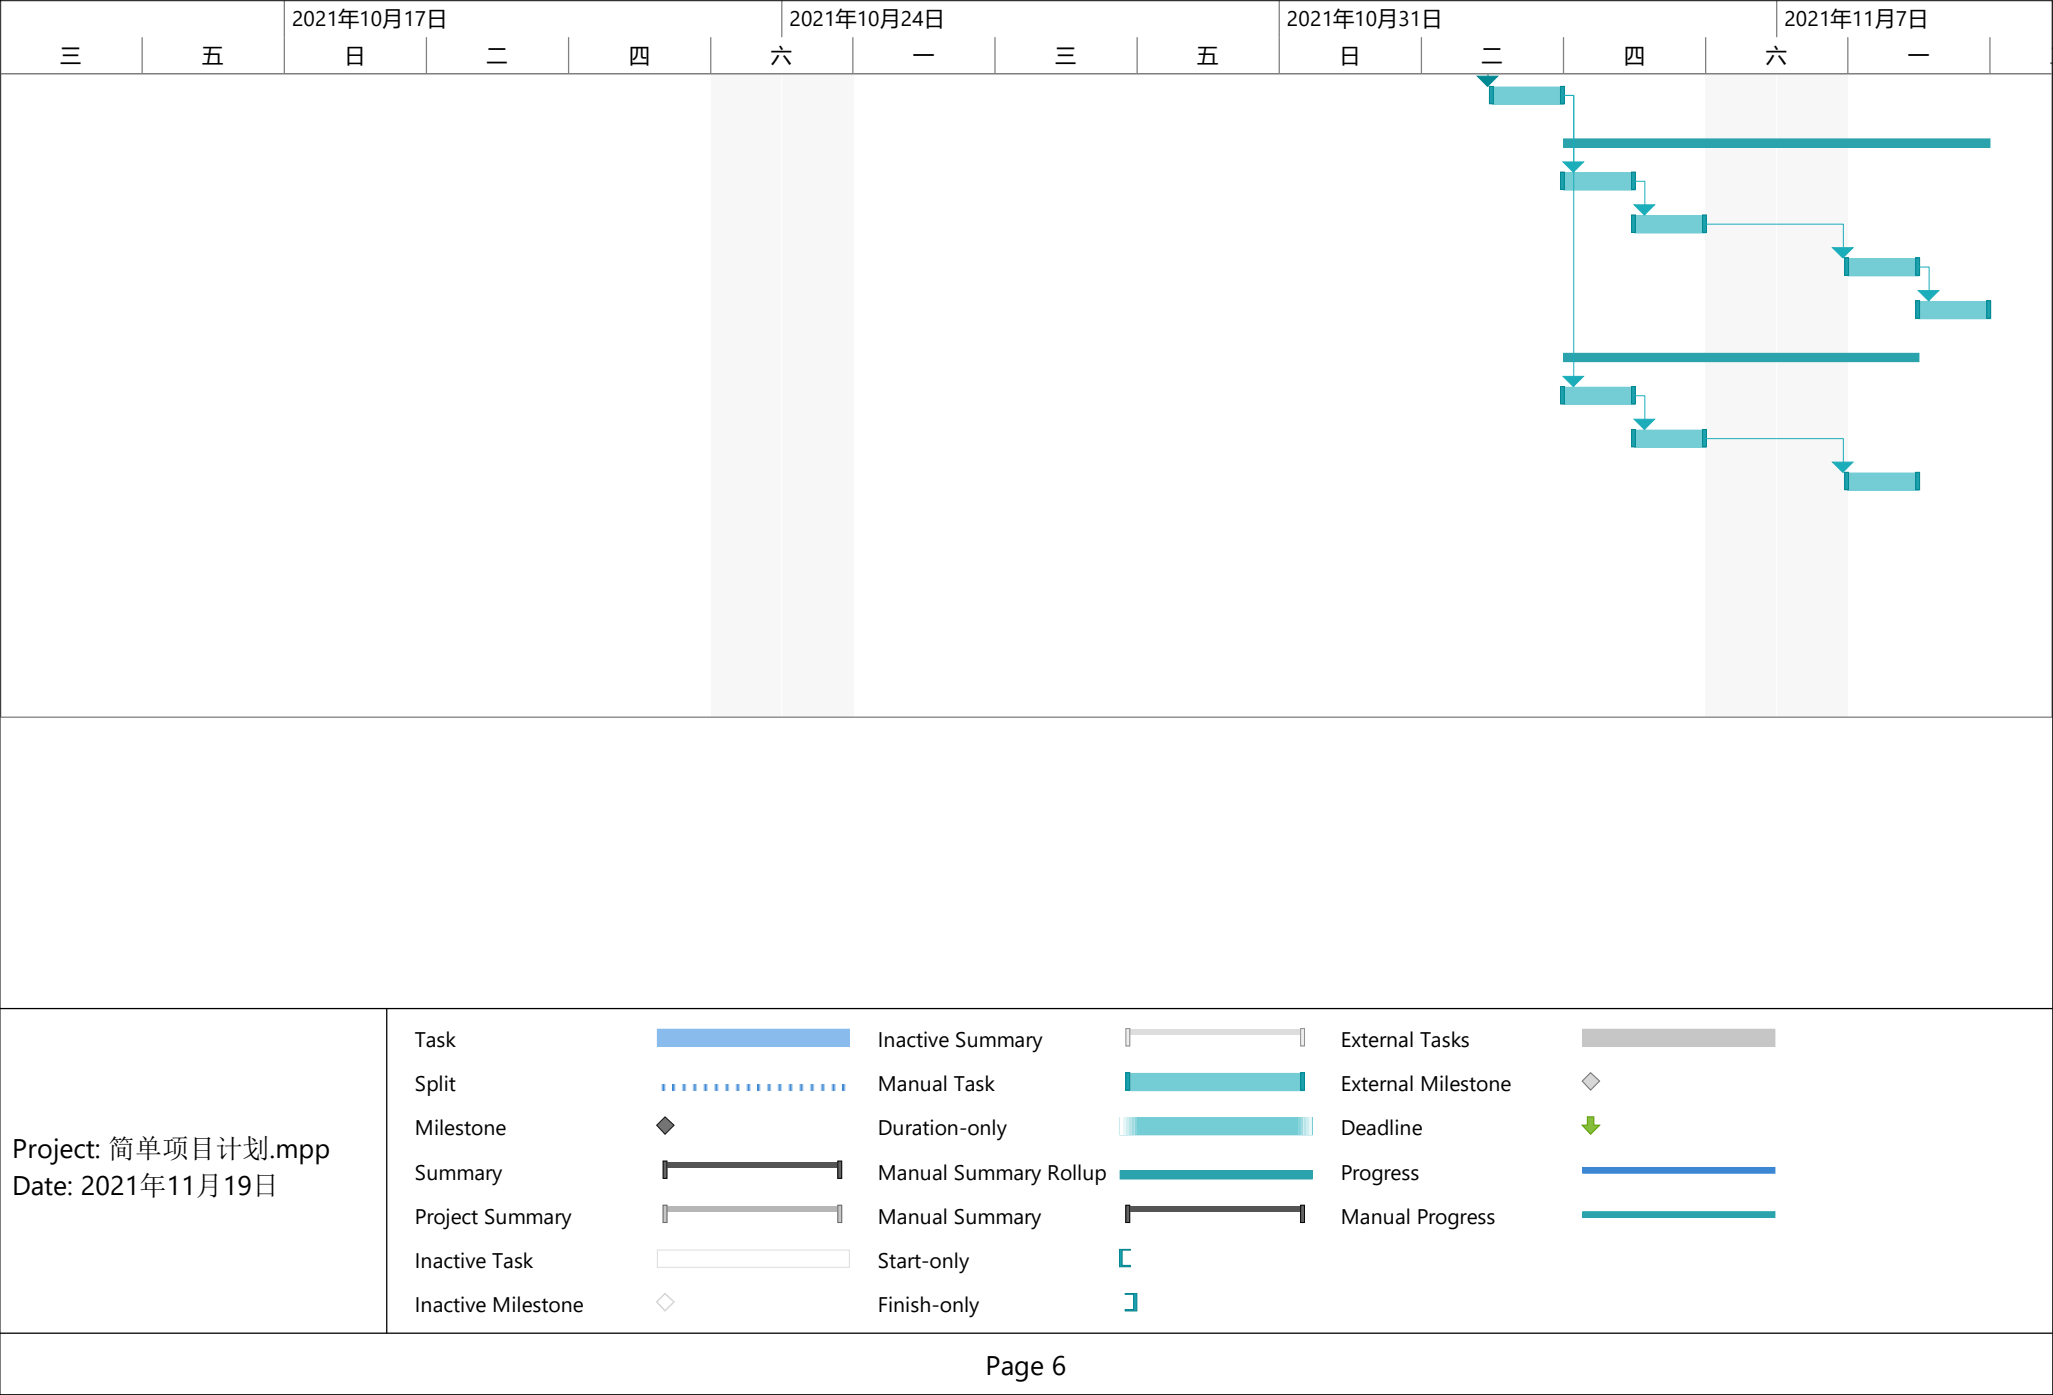 2021年10月17日 2021年10月24日 2021年10月31日 2021年11月7日
三 五 日 二 四 六 一 三 五 日 二 四 六 一
Task
Inactive Summary
External Tasks
Split
Manual Task
External Milestone
Milestone
Duration-only
Deadline
Summary
Manual Summary Rollup
Progress
Project Summary
Manual Summary
Manual Progress
Inactive Task
Start-only
Inactive Milestone
Finish-only
Project: 简单项目计划.mpp
Date: 2021年11月19日
Page 6